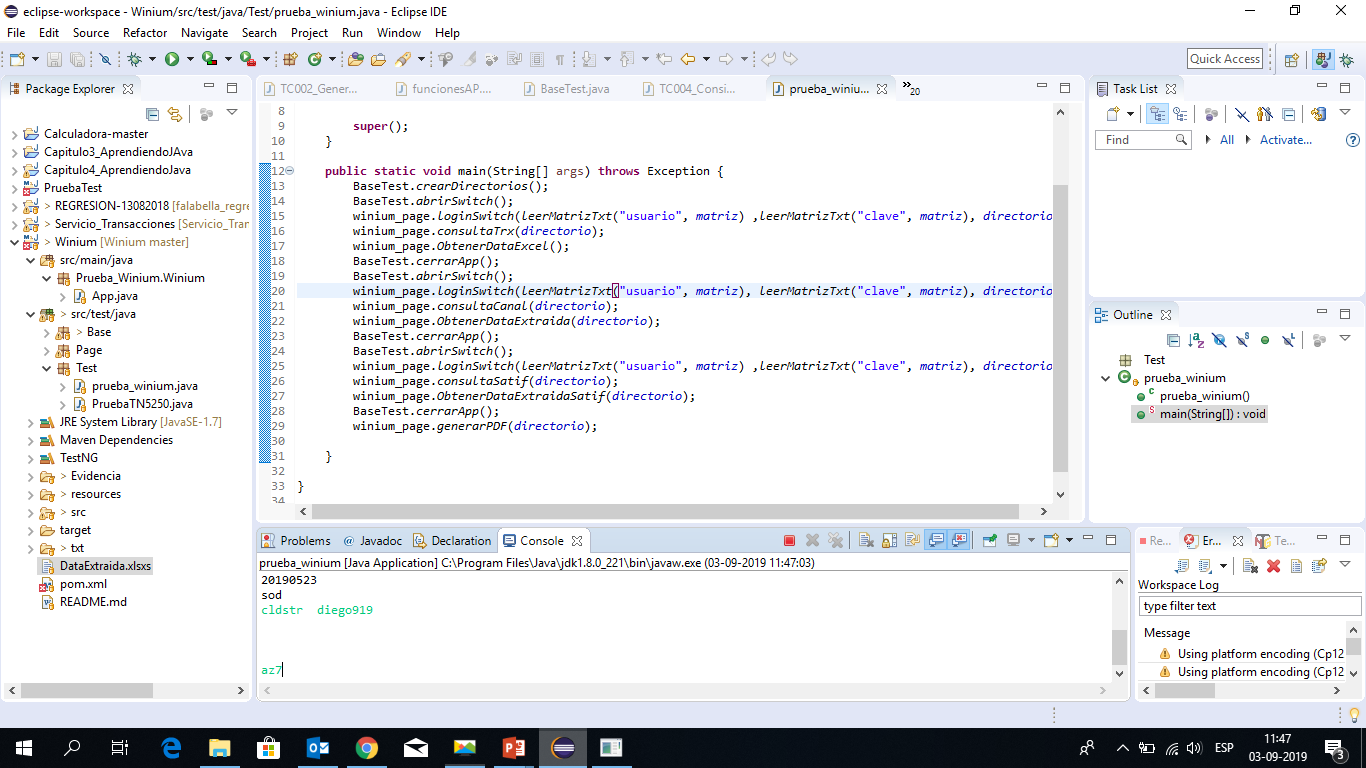 eclipse-workspace - Winium/src/test/java/Test/prueba_winium.java - Eclipse IDE
File Edit Source Refactor Navigate Search Project Run Window Help
Quick Access
Package Explorer
Calculadora-master
Capitulo3_AprendiendoJAva
Capitulo4_AprendiendoJava
PruebaTest
> REGRESION-13082018 [falabella_regre
> Servicio_Transacciones [Servicio_Tran
> Winium [Winium master]
src/main/java
Prueba_Winium.Winium
App.java
> src/test/java
> Base
Page
Test
prueba_winium.java
PruebaTN5250.java
JRE System Library [JavaSE-1.7]
Maven Dependencies
TestNG
> Evidencia
> resources
> src
target
> txt
DataExtraida.xlsxs
pom.xml
README.md
TC002_Gener... funcionesAP.... BaseTest.java TC004_Consi... prueba_winiu... »20
8
9 super();
10 }
11
12 public static void main(String[] args) throws Exception {
13 BaseTest.crearDirectorios();
14 BaseTest.abrirSwitch();
15 winium_page.loginSwitch(leerMatrizTxt("usuario", matriz) ,leerMatrizTxt("clave", matriz), directorio
16 winium_page.consultaTrx(directorio);
17 winium_page.ObtenerDataExcel();
18 BaseTest.cerrarApp();
19 BaseTest.abrirSwitch();
20 winium_page.loginSwitch(leerMatrizTxt("usuario", matriz), leerMatrizTxt("clave", matriz), directorio
21 winium_page.consultaCanal(directorio);
22 winium_page.ObtenerDataExtraida(directorio);
23 BaseTest.cerrarApp();
24 BaseTest.abrirSwitch();
25 winium_page.loginSwitch(leerMatrizTxt("usuario", matriz) ,leerMatrizTxt("clave", matriz), directorio
26 winium_page.consultaSatif(directorio);
27 winium_page.ObtenerDataExtraidaSatif(directorio);
28 BaseTest.cerrarApp();
29 winium_page.generarPDF(directorio);
30
31 }
32
33 }
34
Task List
Find All Activate...
Outline
Test
prueba_winium
prueba_winium()
main(String[]) : void
Problems @ Javadoc Declaration Console
prueba_winium [Java Application] C:\Program Files\Java\jdk1.8.0_221\bin\javaw.exe (03-09-2019 11:47:03)
20190523
sod
cldstr diego919
az7
Re... Er... Te...
Workspace Log
type filter text
Message
Using platform encoding (Cp12
Using platform encoding (Cp12
ESP
11:47
03-09-2019
3